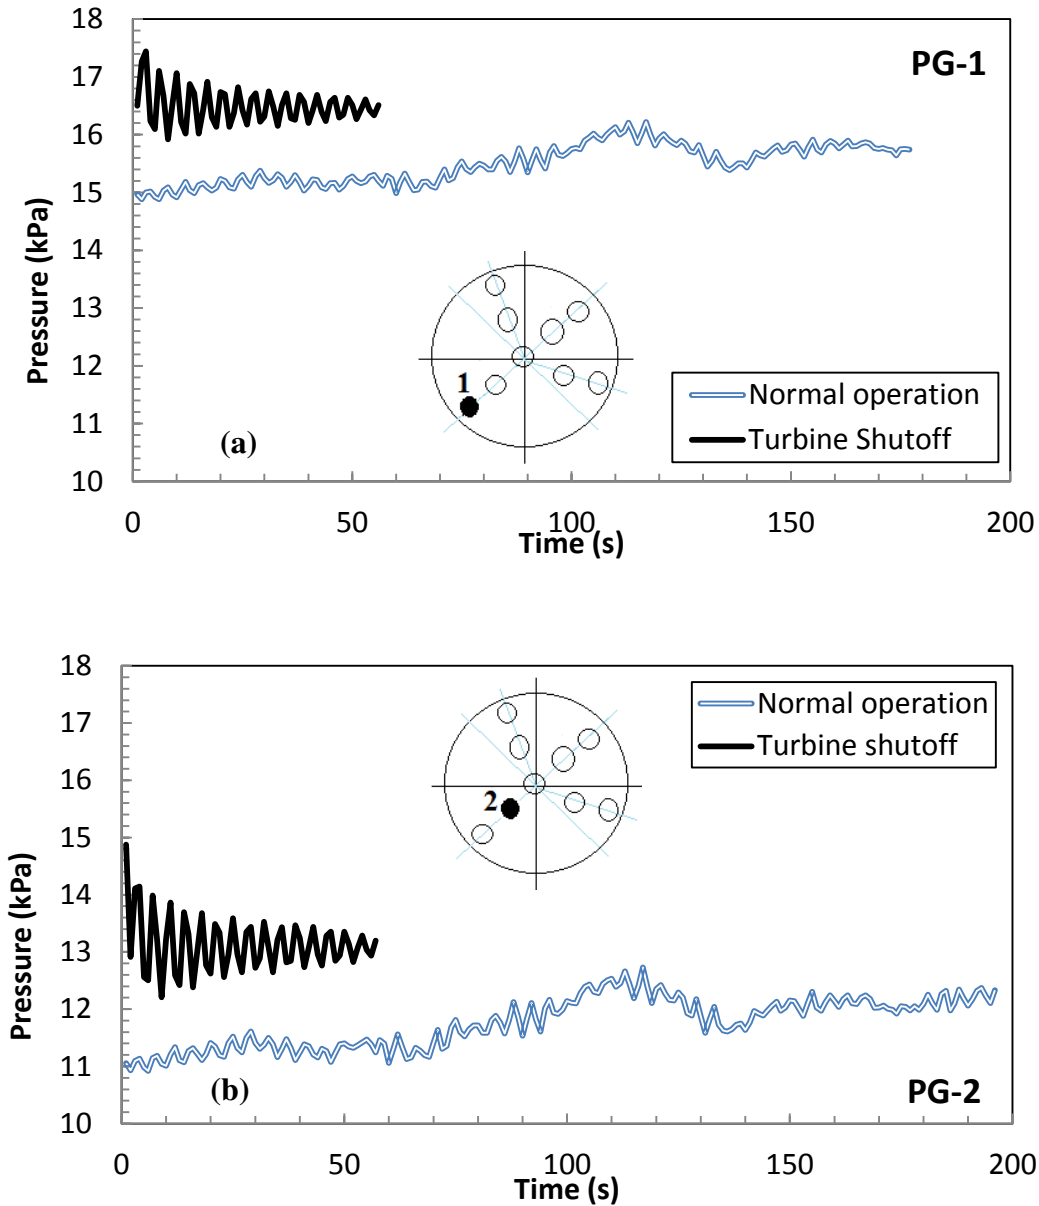 18
PG-1
17
16
15
14
13
12
11
10
Pressure (kPa)
1
Normal operation
Turbine Shutoff
(a)
0
50
100
150
200
Time (s)
18
17
16
15
14
13
12
11
10
Pressure (kPa)
Normal operation
Turbine shutoff
2
(b)
PG-2
0
50
100
150
200
Time (s)